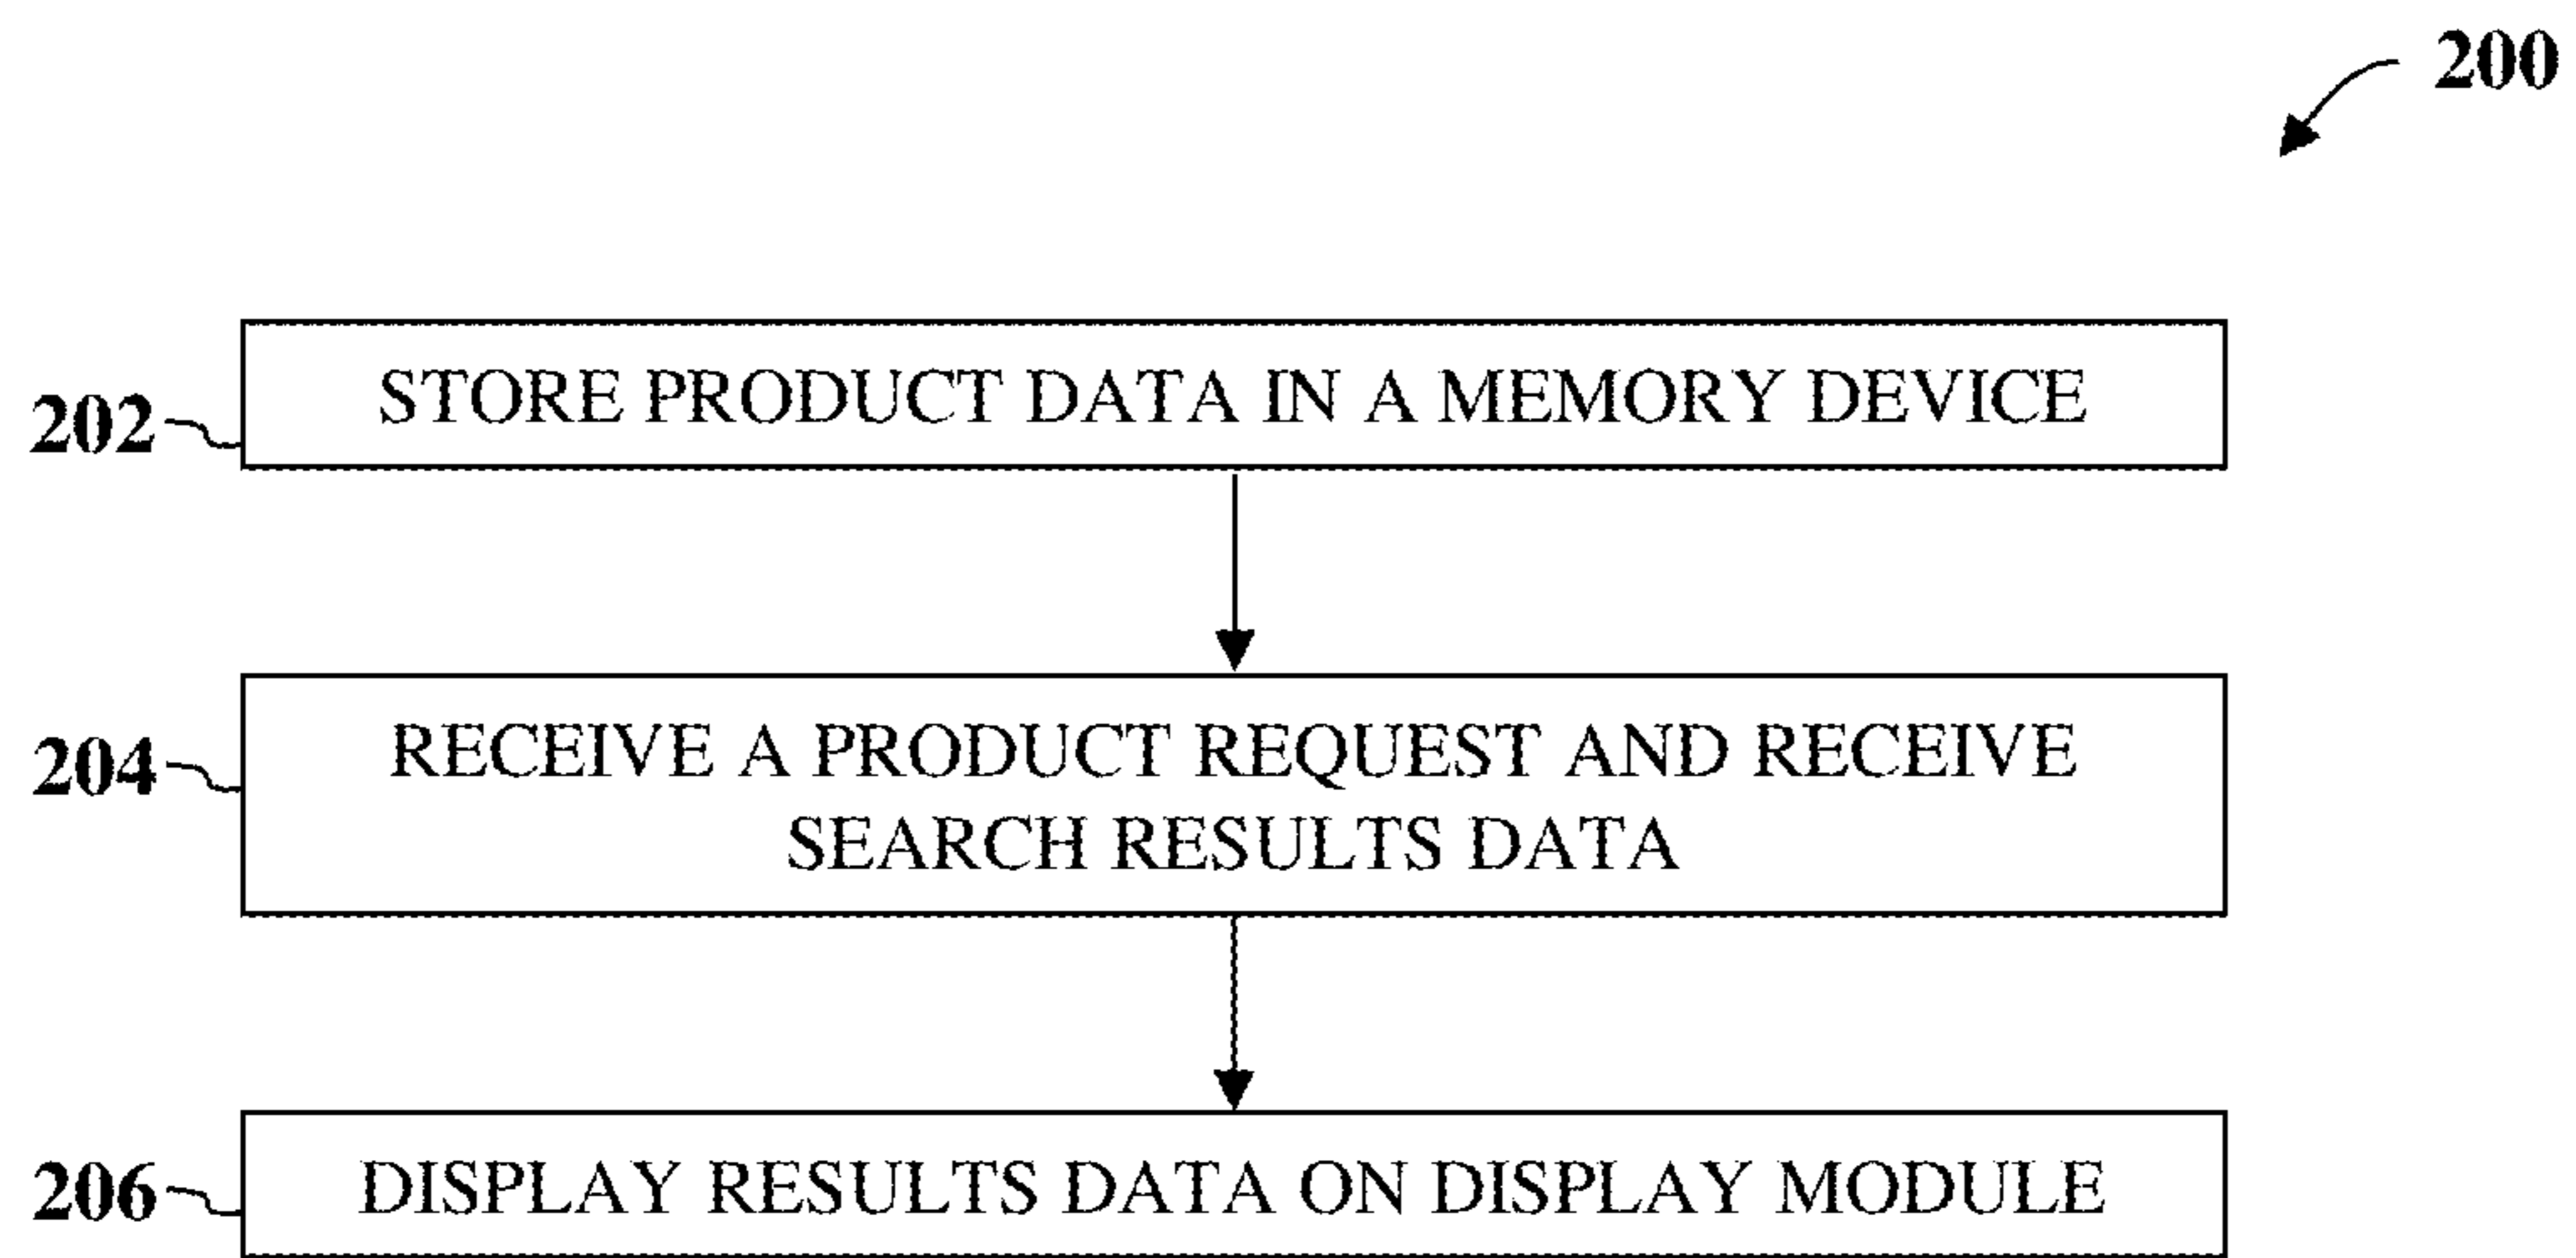 200
202 STORE PRODUCT DATA IN A MEMORY DEVICE
204 RECEIVE A PRODUCT REQUEST AND RECEIVE
SEARCH RESULTS DATA
206 DISPLAY RESULTS DATA ON DISPLAY MODULE